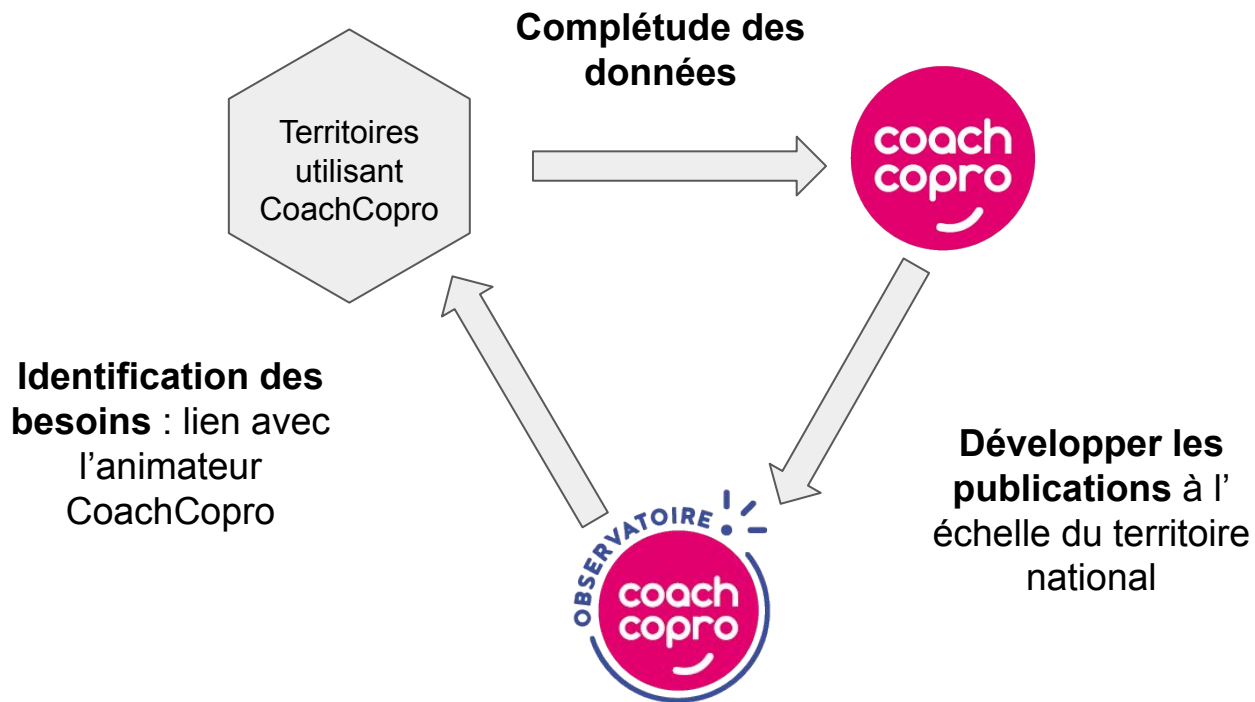 Complétude des
données
Territoires
utilisant
CoachCopro
coach
copro
Identification des
besoins : lien avec
l’animateur
CoachCopro
Développer les
publications à l’
échelle du territoire
national
OBSERVATOIRE
coach
copro